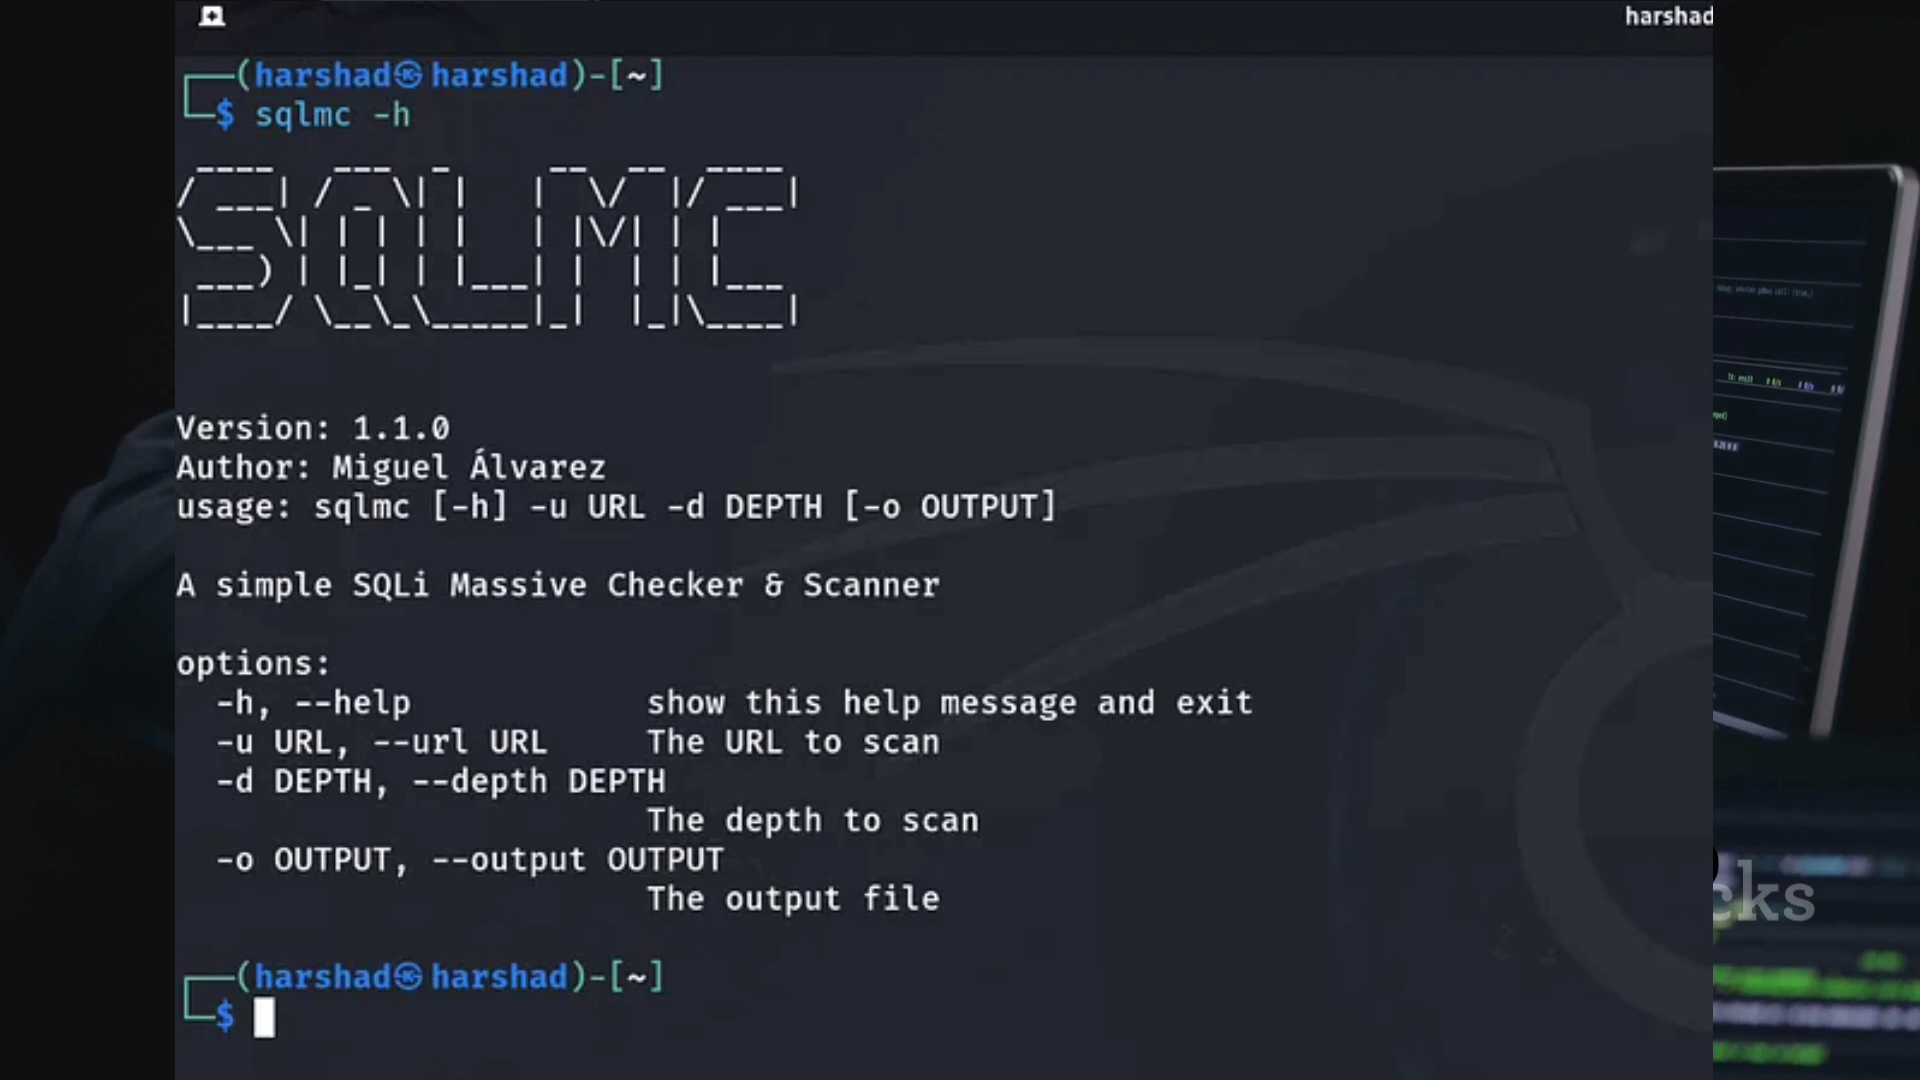 harshad
┌──(harshad㉿harshad)-[~]
└─$ sqlmc -h
SQLMC
Version: 1.1.0
Author: Miguel Álvarez
usage: sqlmc [-h] -u URL -d DEPTH [-o OUTPUT]
A simple SQLi Massive Checker & Scanner
options:
-h, --help show this help message and exit
-u URL, --url URL The URL to scan
-d DEPTH, --depth DEPTH
The depth to scan
-o OUTPUT, --output OUTPUT
The output file
cks
┌──(harshad㉿harshad)-[~]
└─$